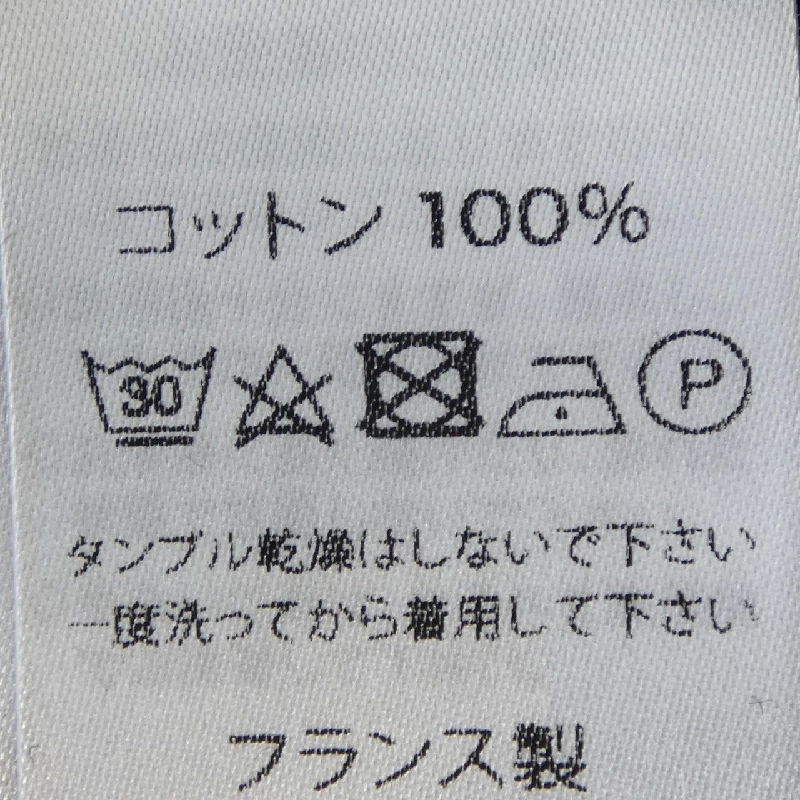 コットン 100%
30 P
タンブル乾燥はしないで下さい
一度洗ってから着用して下さい
フランス製